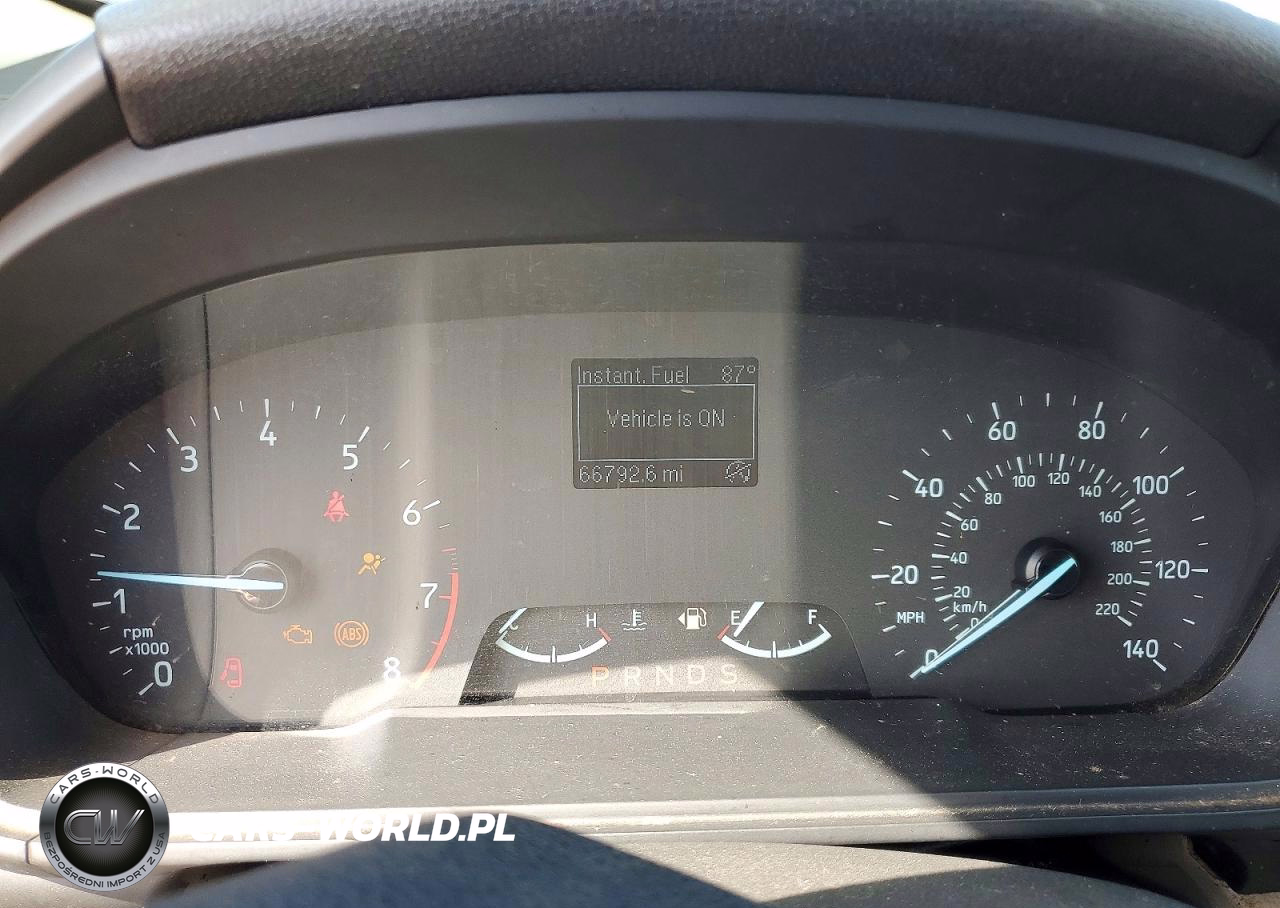 Instant. Fuel 87°
Vehicle is ON
66792.6 mi
0 1 2 3 4 5 6 7 8
rpm
x1000
ABS
C H
E F
P R N D S
0 20 40 60 80 100 120 140
MPH
0 20 40 60 80 100 120 140 160 180 200 220
km/h
CARS-WORLD
CW
BEZPOŚREDNI IMPORT Z USA
CARS-WORLD.PL